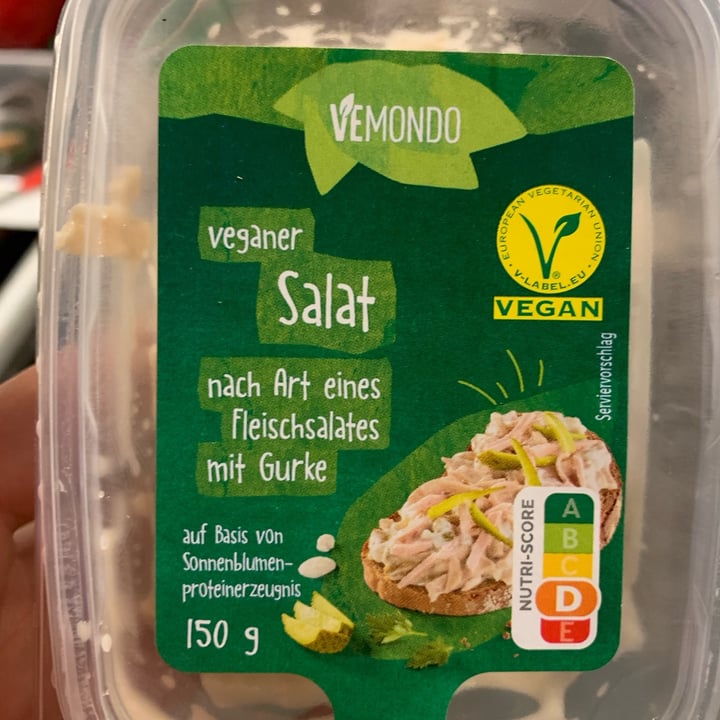 VEMONDO
veganer
Salat
nach Art eines
Fleischsalates
mit Gurke
auf Basis von
Sonnenblumen-
proteinerzeugnis
150 g
EUROPEAN VEGETARIAN UNION
V-LABEL.EU
®
VEGAN
Serviervorschlag
NUTRI-SCORE
A
B
C
D
E